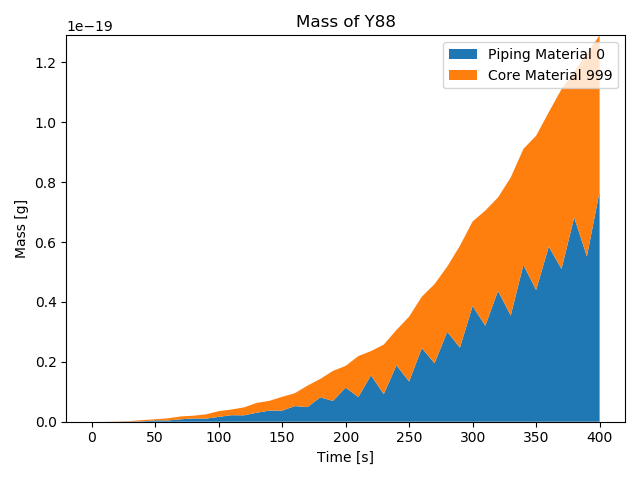 Mass of Y88
1e−19
Piping Material 0
Core Material 999
Mass [g]
1.2
1.0
0.8
0.6
0.4
0.2
0.0
0 50 100 150 200 250 300 350 400
Time [s]